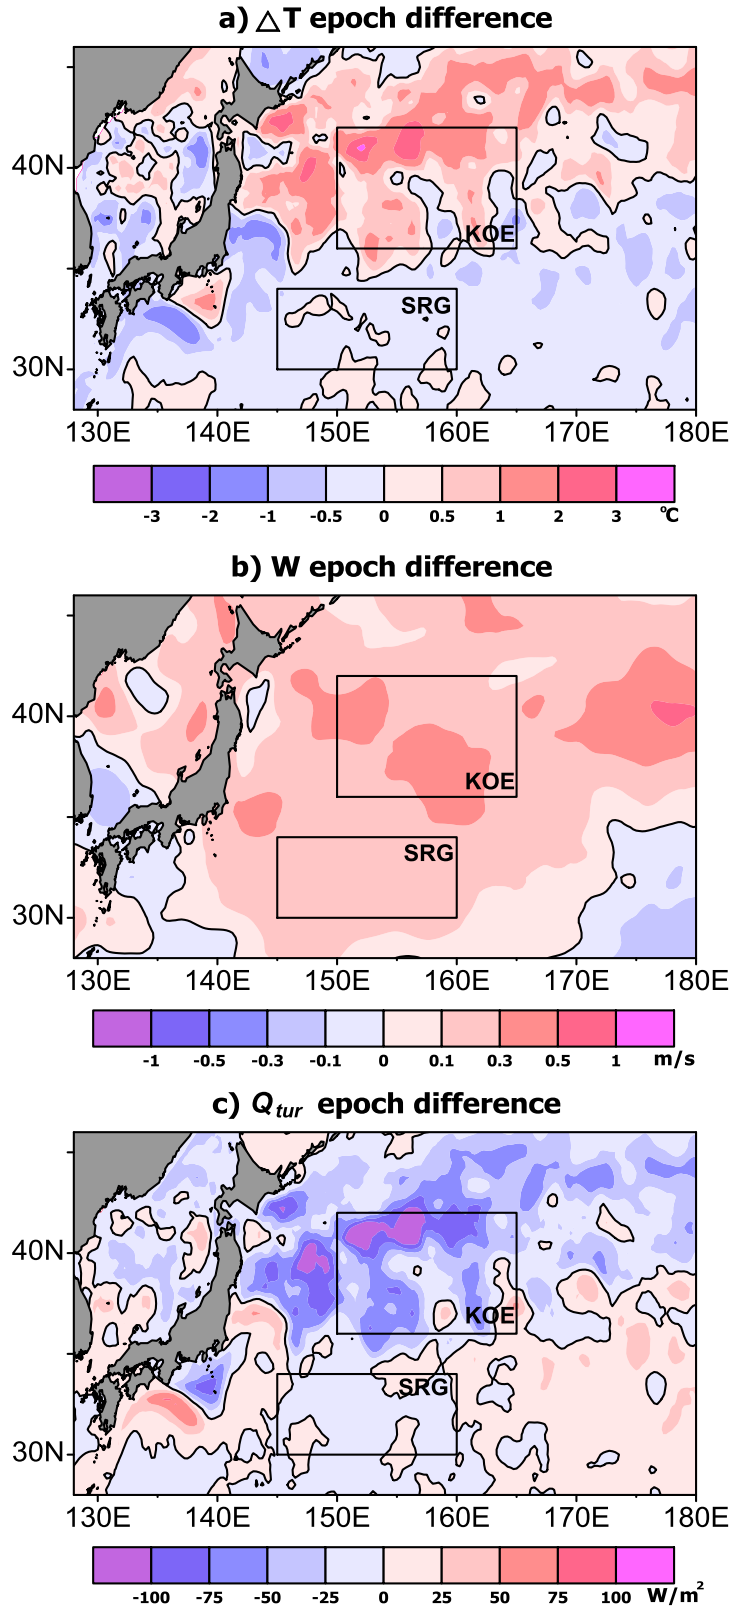 a) △T epoch difference
40N
KOE
SRG
30N
130E 140E 150E 160E 170E 180E
-3 -2 -1 -0.5 0 0.5 1 2 3 °C
b) W epoch difference
40N
KOE
SRG
30N
130E 140E 150E 160E 170E 180E
-1 -0.5 -0.3 -0.1 0 0.1 0.3 0.5 1 m/s
c) Qtur epoch difference
40N
KOE
SRG
30N
130E 140E 150E 160E 170E 180E
-100 -75 -50 -25 0 25 50 75 100 W/m²